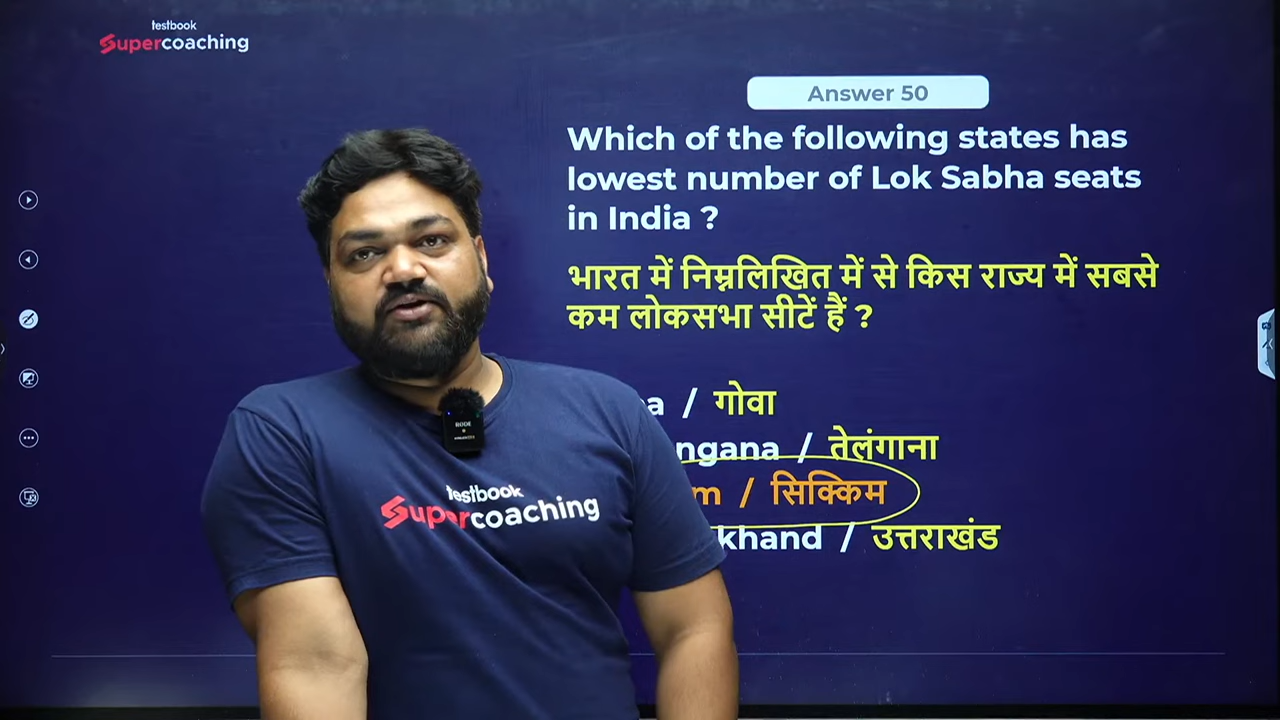 testbook
Supercoaching
Answer 50
Which of the following states has
lowest number of Lok Sabha seats
in India ?
भारत में निम्नलिखित में से किस राज्य में सबसे
कम लोकसभा सीटें हैं ?
a / गोवा
ngana / तेलंगाना
m / सिक्किम
khand / उत्तराखंड
RODE
testbook
Supercoaching